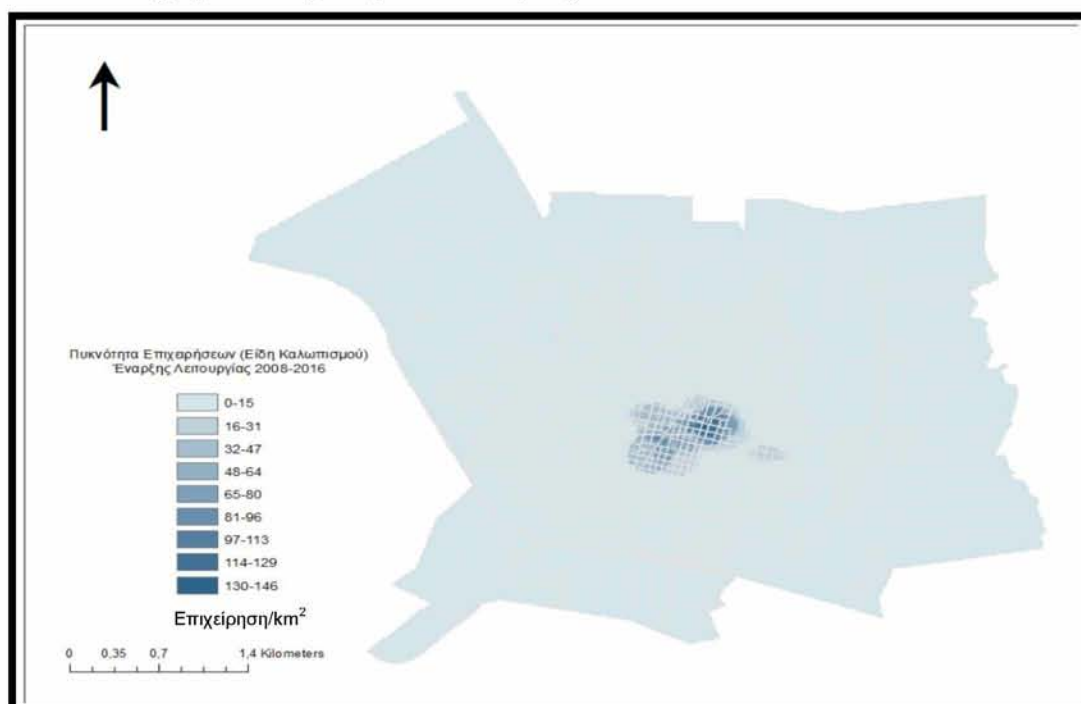 Πυκνότητα Επιχειρήσεων (Είδη Καλωπισμού)
Έναρξης Λειτουργίας 2008-2016
0-15
16-31
32-47
48-64
65-80
81-96
97-113
114-129
130-146
Επιχείρηση/km²
0 0,35 0,7 1,4 Kilometers